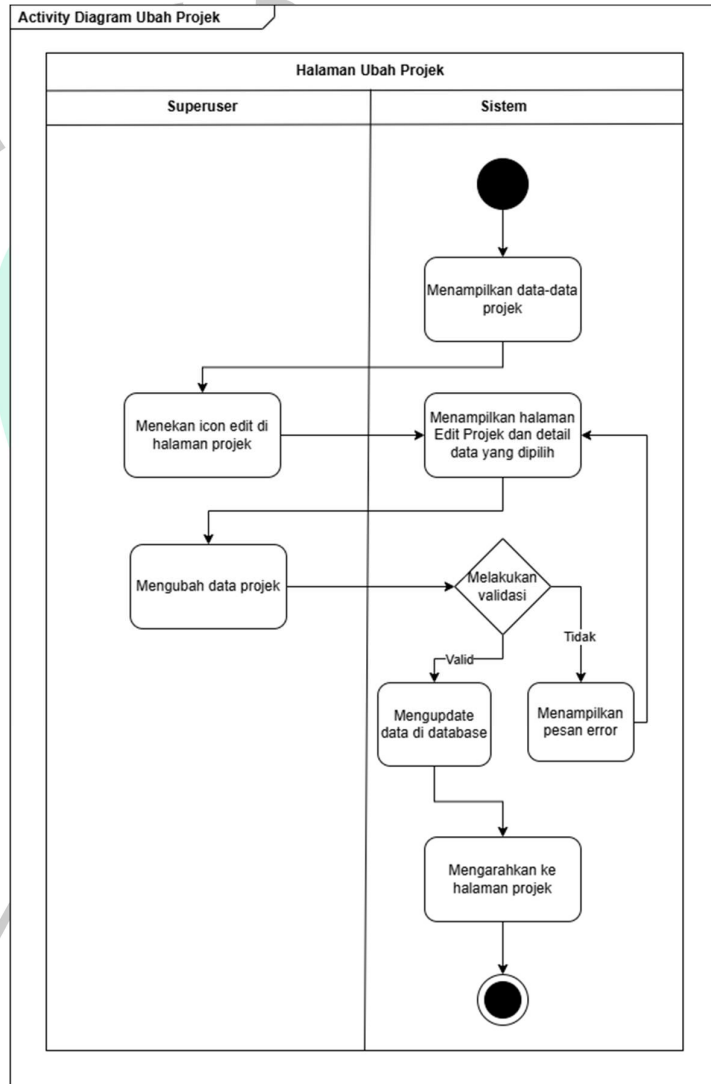 Activity Diagram Ubah Projek
Halaman Ubah Projek
Superuser
Sistem
Menampilkan data-data
projek
Menekan icon edit di
halaman projek
Menampilkan halaman
Edit Projek dan detail
data yang dipilih
Mengubah data projek
Melakukan
validasi
Tidak
Valid
Mengupdate
data di database
Menampilkan
pesan error
Mengarahkan ke
halaman projek